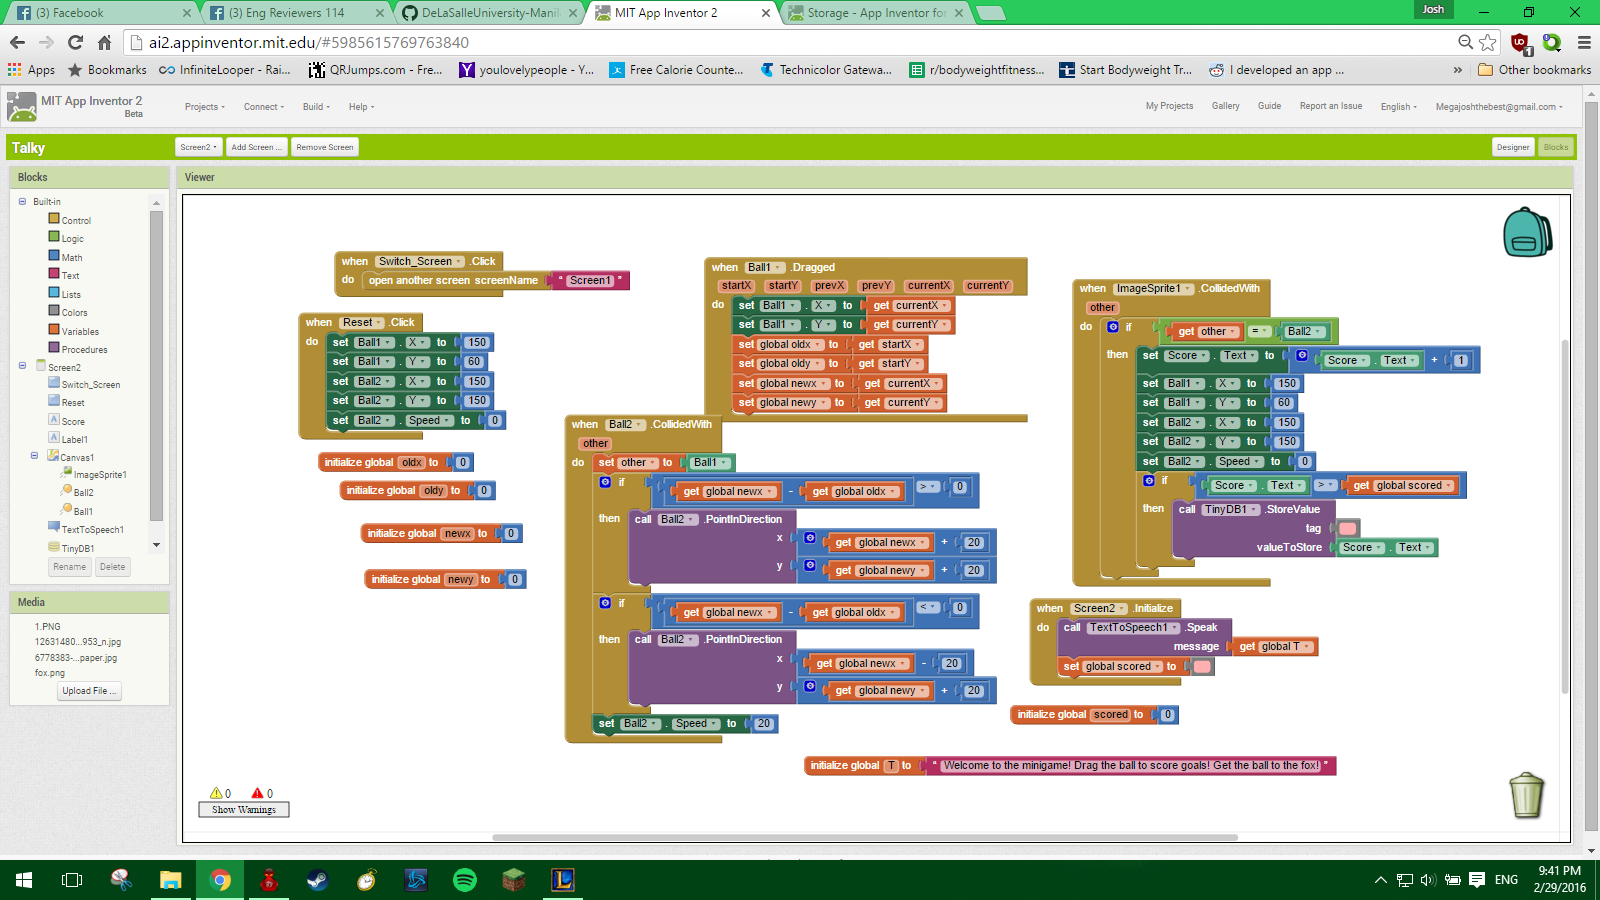 (3) Facebook
(3) Eng Reviewers 114
DeLaSalleUniversity-Manil
MIT App Inventor 2
Storage - App Inventor for
Josh
ai2.appinventor.mit.edu/#5985615769763840
Apps
Bookmarks
InfiniteLooper - Rai...
QRJumps.com - Fre...
youlovelypeople - Y...
Free Calorie Counte...
Technicolor Gatewa...
r/bodyweightfitness...
Start Bodyweight Tr...
I developed an app ...
»
Other bookmarks
MIT App Inventor 2
Beta
Projects
Connect
Build
Help
My Projects
Gallery
Guide
Report an Issue
English
Megajoshthebest@gmail.com
Talky
Screen2
Add Screen ...
Remove Screen
Designer
Blocks
Blocks
Built-in
Control
Logic
Math
Text
Lists
Colors
Variables
Procedures
Screen2
Switch_Screen
Reset
Score
Label1
Canvas1
ImageSprite1
Ball2
Ball1
TextToSpeech1
TinyDB1
Rename
Delete
Media
1.PNG
12631480...953_n.jpg
6778383-...paper.jpg
fox.png
Upload File ...
Viewer
when Switch_Screen .Click
do open another screen screenName " Screen1 "
when Reset .Click
do set Ball1 . X to 150
set Ball1 . Y to 60
set Ball2 . X to 150
set Ball2 . Y to 150
set Ball2 . Speed to 0
initialize global oldx to 0
initialize global oldy to 0
initialize global newx to 0
initialize global newy to 0
when Ball1 .Dragged
startX startY prevX prevY currentX currentY
do set Ball1 . X to get currentX
set Ball1 . Y to get currentY
set global oldx to get startX
set global oldy to get startY
set global newx to get currentX
set global newy to get currentY
when Ball2 .CollidedWith
other
do set other to Ball1
if get global newx - get global oldx > 0
then call Ball2 .PointInDirection
x get global newx + 20
y get global newy + 20
if get global newx - get global oldx < 0
then call Ball2 .PointInDirection
x get global newx - 20
y get global newy + 20
set Ball2 . Speed to 20
when ImageSprite1 .CollidedWith
other
do if get other = Ball2
then set Score . Text to Score . Text + 1
set Ball1 . X to 150
set Ball1 . Y to 60
set Ball2 . X to 150
set Ball2 . Y to 150
set Ball2 . Speed to 0
if Score . Text > get global scored
then call TinyDB1 .StoreValue
tag
valueToStore Score . Text
when Screen2 .Initialize
do call TextToSpeech1 .Speak
message get global T
set global scored to
initialize global scored to 0
initialize global T to " Welcome to the minigame! Drag the ball to score goals! Get the ball to the fox! "
0 0
Show Warnings
ENG
9:41 PM
2/29/2016